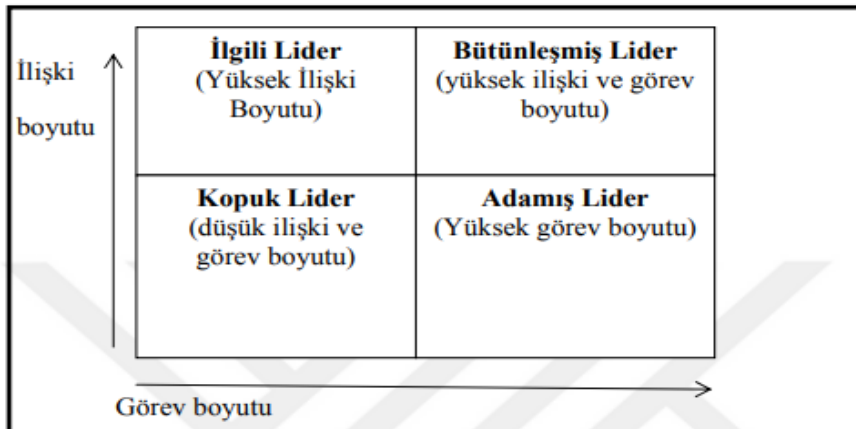 İlişki
boyutu
İlgili Lider
(Yüksek İlişki
Boyutu)
Bütünleşmiş Lider
(yüksek ilişki ve görev
boyutu)
Kopuk Lider
(düşük ilişki ve
görev boyutu)
Adamış Lider
(Yüksek görev boyutu)
Görev boyutu